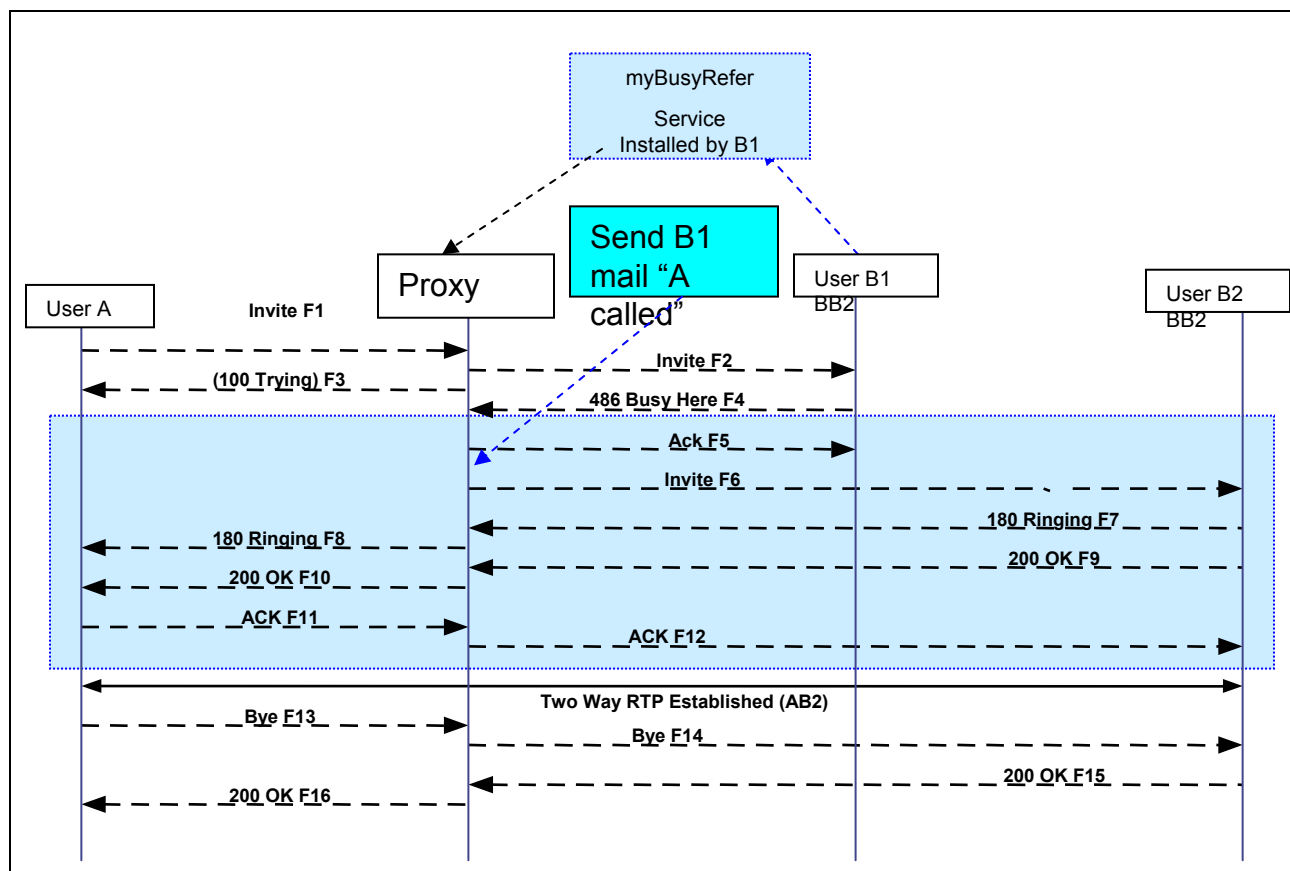 myBusyRefer
Service
Installed by B1
Send B1
mail “A
called”
Proxy
User A
User B1
BB2
User B2
BB2
Invite F1
Invite F2
(100 Trying) F3
486 Busy Here F4
Ack F5
Invite F6
180 Ringing F7
180 Ringing F8
200 OK F9
200 OK F10
ACK F11
ACK F12
Two Way RTP Established (AB2)
Bye F13
Bye F14
200 OK F15
200 OK F16